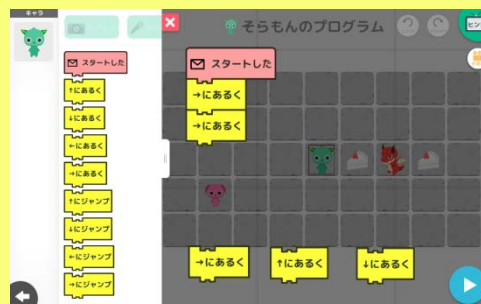 キャラ
そらもんのプログラム
ヒント
スタートした
↑にあるく
↓にあるく
←にあるく
→にあるく
↑にジャンプ
↓にジャンプ
←にジャンプ
→にジャンプ
スタートした
→にあるく
→にあるく
→にあるく
↑にあるく
↓にあるく